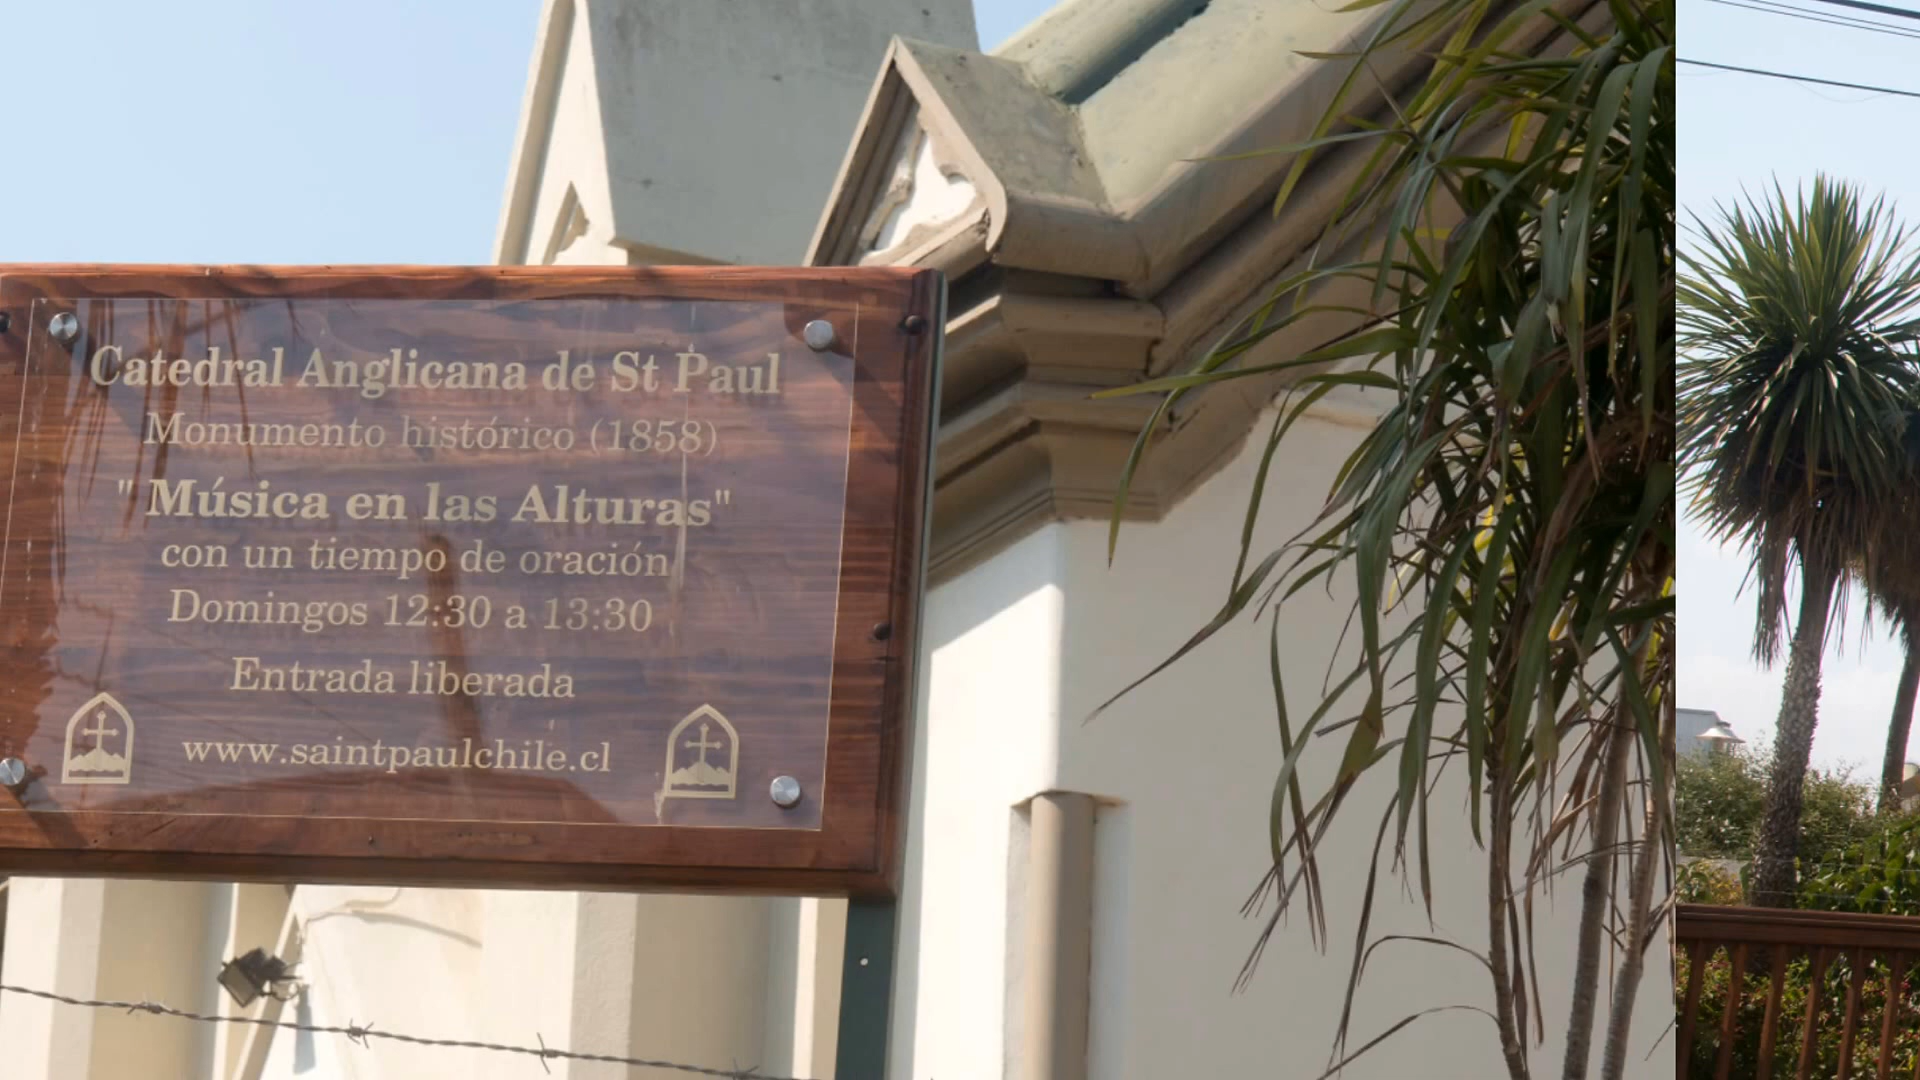 Catedral Anglicana de St Paul
Monumento histórico (1858)
" Música en las Alturas"
con un tiempo de oración
Domingos 12:30 a 13:30
Entrada liberada
www.saintpaulchile.cl